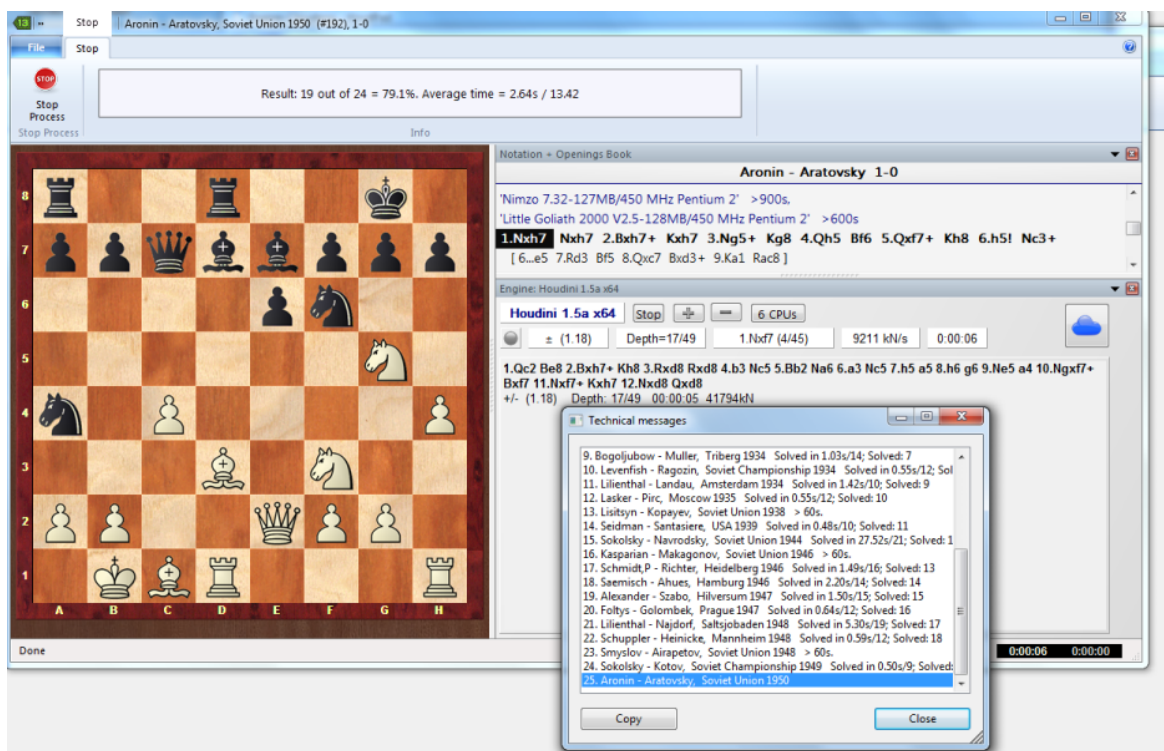 13
Stop
Aronin - Aratovsky, Soviet Union 1950 (#192), 1-0
File
Stop
?
STOP
Stop
Process
Stop Process
Result: 19 out of 24 = 79.1%. Average time = 2.64s / 13.42
Info
Notation + Openings Book
Aronin - Aratovsky 1-0
'Nimzo 7.32-127MB/450 MHz Pentium 2' >900s,
'Little Goliath 2000 V2.5-128MB/450 MHz Pentium 2' >600s
1.Nxh7 Nxh7 2.Bxh7+ Kxh7 3.Ng5+ Kg8 4.Qh5 Bf6 5.Qxf7+ Kh8 6.h5! Nc3+
[ 6...e5 7.Rd3 Bf5 8.Qxc7 Bxd3+ 9.Ka1 Rac8 ]
Engine: Houdini 1.5a x64
Houdini 1.5a x64
Stop
6 CPUs
± (1.18)
Depth=17/49
1.Nxf7 (4/45)
9211 kN/s
0:00:06
1.Qc2 Be8 2.Bxh7+ Kh8 3.Rxd8 Rxd8 4.b3 Nc5 5.Bb2 Na6 6.a3 Nc5 7.h5 a5 8.h6 g6 9.Ne5 a4 10.Ngxf7+
Bxf7 11.Nxf7+ Kxh7 12.Nxd8 Qxd8
+/- (1.18) Depth: 17/49 00:00:05 41794kN
8
7
6
5
4
3
2
1
A B C D E F G H
Technical messages
9. Bogoljubow - Muller, Triberg 1934 Solved in 1.03s/14; Solved: 7
10. Levenfish - Ragozin, Soviet Championship 1934 Solved in 0.55s/12; Sol
11. Lilienthal - Landau, Amsterdam 1934 Solved in 1.42s/10; Solved: 9
12. Lasker - Pirc, Moscow 1935 Solved in 0.55s/12; Solved: 10
13. Lisitsyn - Kopayev, Soviet Union 1938 > 60s.
14. Seidman - Santasiere, USA 1939 Solved in 0.48s/10; Solved: 11
15. Sokolsky - Navrodsky, Soviet Union 1944 Solved in 27.52s/21; Solved: 1
16. Kasparian - Makagonov, Soviet Union 1946 > 60s.
17. Schmidt,P - Richter, Heidelberg 1946 Solved in 1.49s/16; Solved: 13
18. Saemisch - Ahues, Hamburg 1946 Solved in 2.20s/14; Solved: 14
19. Alexander - Szabo, Hilversum 1947 Solved in 1.50s/15; Solved: 15
20. Foltys - Golombek, Prague 1947 Solved in 0.64s/12; Solved: 16
21. Lilienthal - Najdorf, Saltsjobaden 1948 Solved in 5.30s/19; Solved: 17
22. Schuppler - Heinicke, Mannheim 1948 Solved in 0.59s/12; Solved: 18
23. Smyslov - Airapetov, Soviet Union 1948 > 60s.
24. Sokolsky - Kotov, Soviet Championship 1949 Solved in 0.50s/9; Solved:
25. Aronin - Aratovsky, Soviet Union 1950
Copy
Close
Done
0:00:06 0:00:00